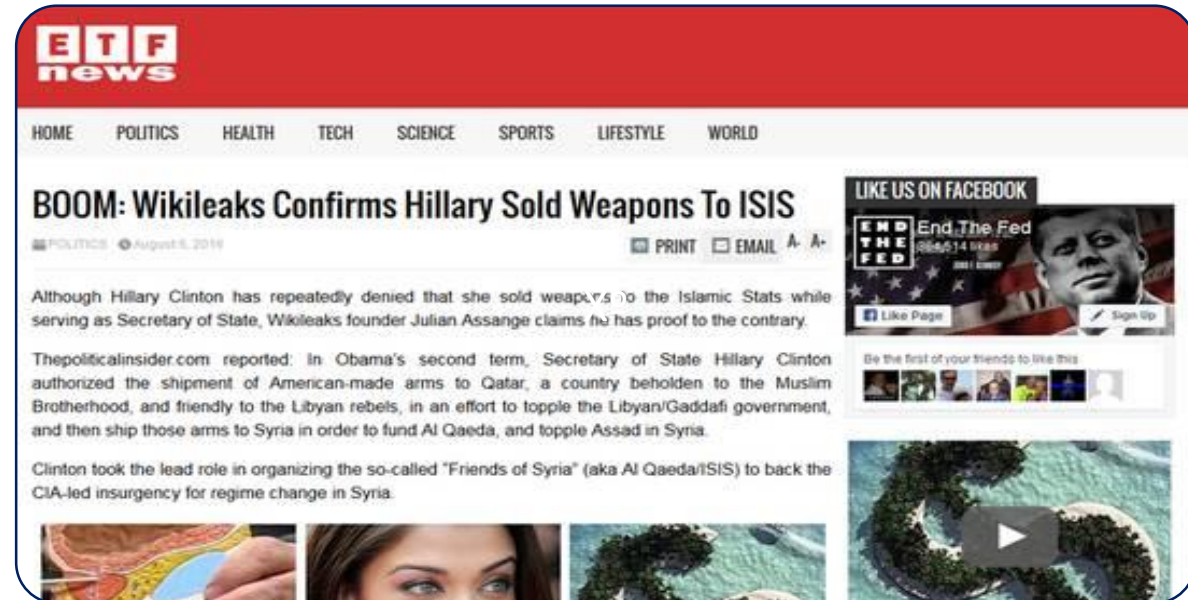 E T F
news
HOME POLITICS HEALTH TECH SCIENCE SPORTS LIFESTYLE WORLD
BOOM: Wikileaks Confirms Hillary Sold Weapons To ISIS
POLITICS August 6, 2016
PRINT EMAIL A- A+
Although Hillary Clinton has repeatedly denied that she sold weapons to the Islamic Stats while
serving as Secretary of State, Wikileaks founder Julian Assange claims he has proof to the contrary.
Thepoliticalinsider.com reported: In Obama's second term, Secretary of State Hillary Clinton
authorized the shipment of American-made arms to Qatar, a country beholden to the Muslim
Brotherhood, and friendly to the Libyan rebels, in an effort to topple the Libyan/Gaddafi government,
and then ship those arms to Syria in order to fund Al Qaeda, and topple Assad in Syria.
Clinton took the lead role in organizing the so-called "Friends of Syria" (aka Al Qaeda/ISIS) to back the
CIA-led insurgency for regime change in Syria.
LIKE US ON FACEBOOK
END
THE
FED
End The Fed
likes
Like Page
Sign Up
Be the first of your friends to like this